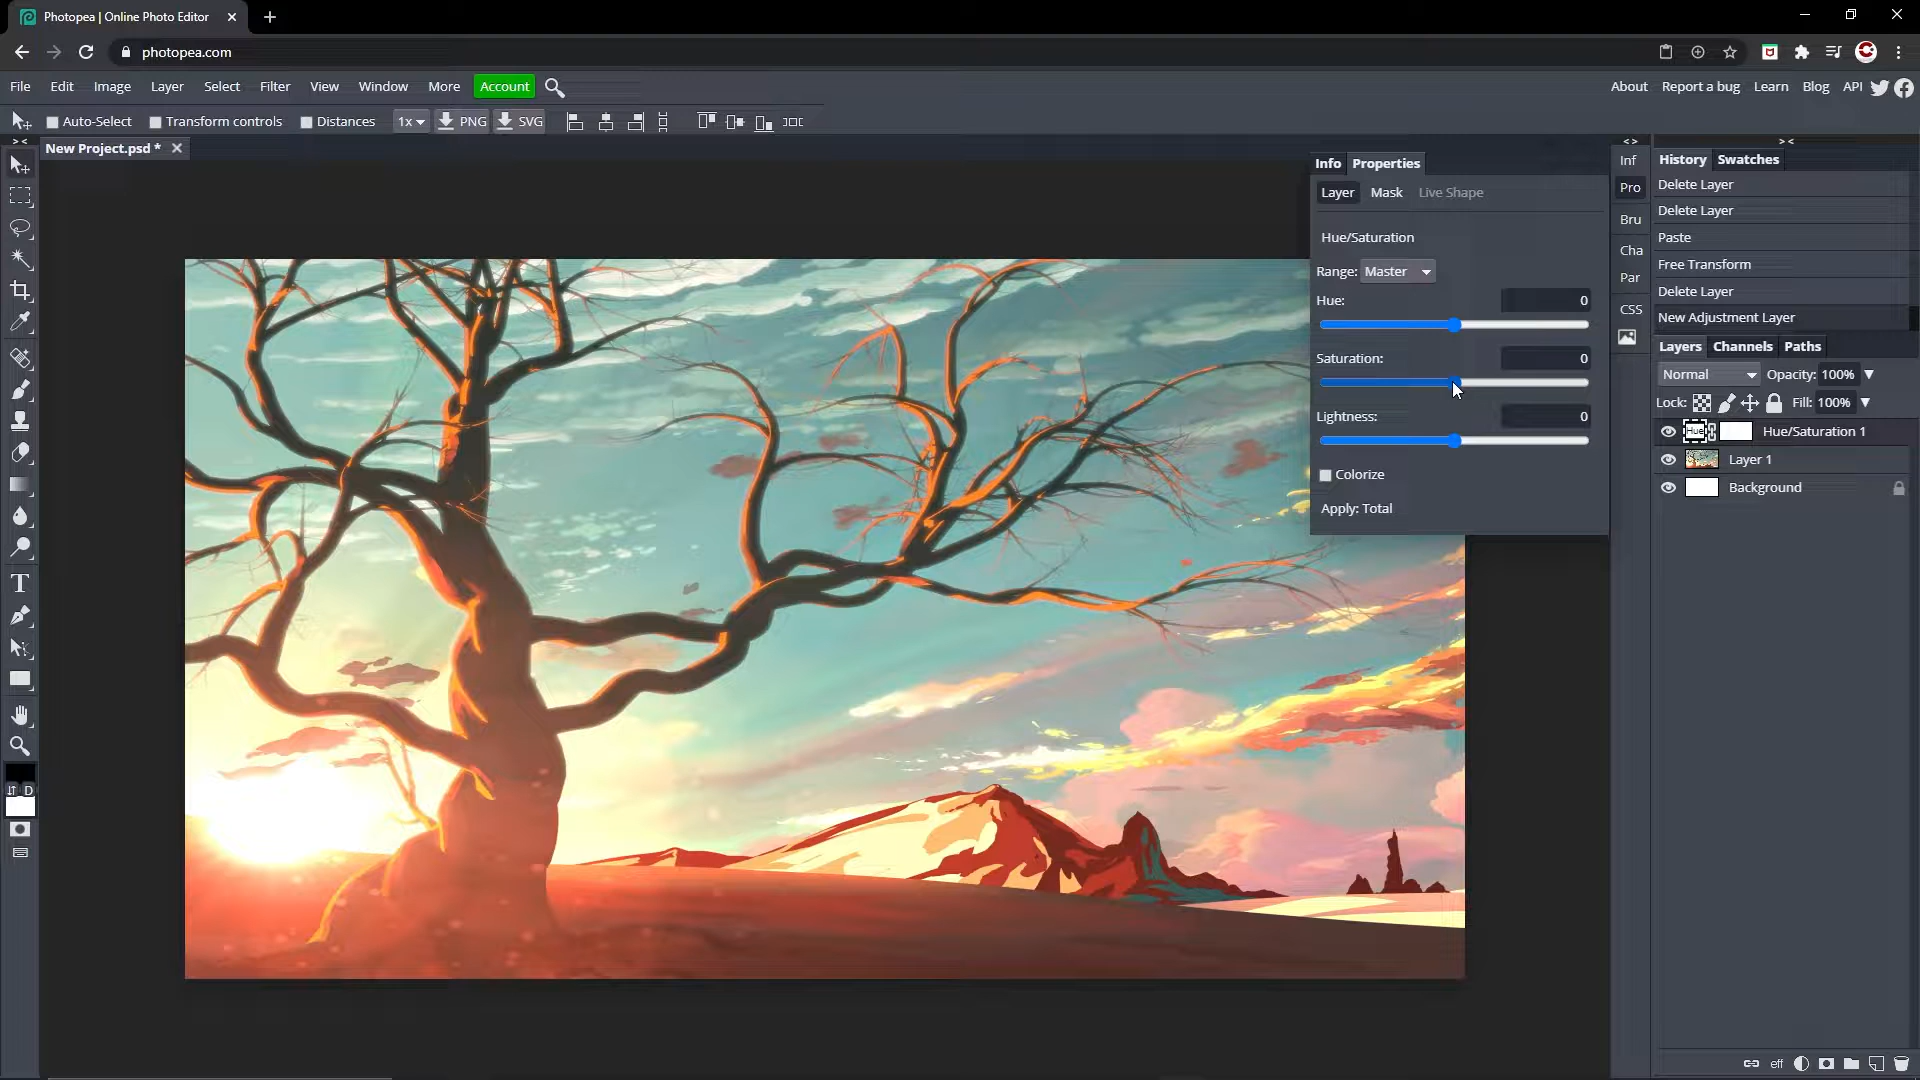 Photopea | Online Photo Editor
photopea.com
File Edit Image Layer Select Filter View Window More Account
About Report a bug Learn Blog API
Auto-Select Transform controls Distances 1x PNG SVG
New Project.psd *
Info Properties
Layer Mask Live Shape
Hue/Saturation
Range: Master
Hue: 0
Saturation: 0
Lightness: 0
Colorize
Apply: Total
Inf
Pro
Bru
Cha
Par
CSS
History Swatches
Delete Layer
Delete Layer
Paste
Free Transform
Delete Layer
New Adjustment Layer
Layers Channels Paths
Normal Opacity: 100%
Lock: Fill: 100%
Hue Hue/Saturation 1
Layer 1
Background
T
D
eff